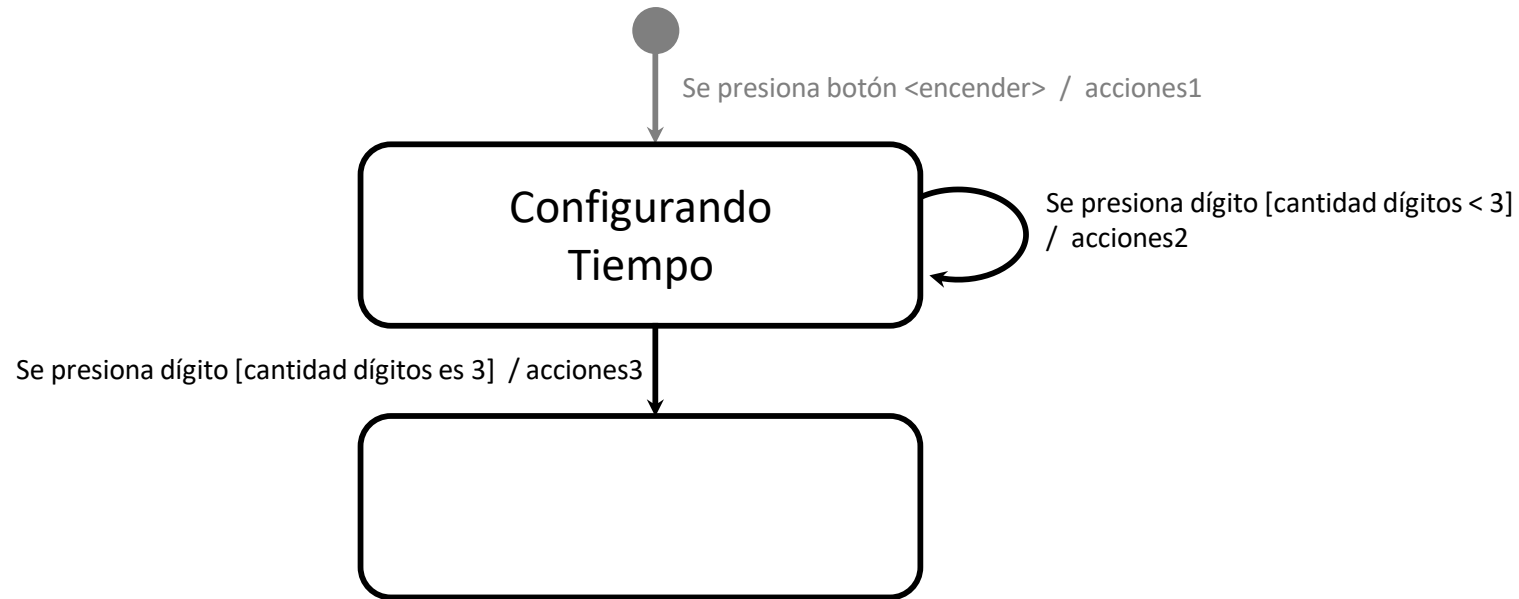 Se presiona botón <encender> / acciones1
Configurando
Tiempo
Se presiona dígito [cantidad dígitos < 3]
/ acciones2
Se presiona dígito [cantidad dígitos es 3] / acciones3